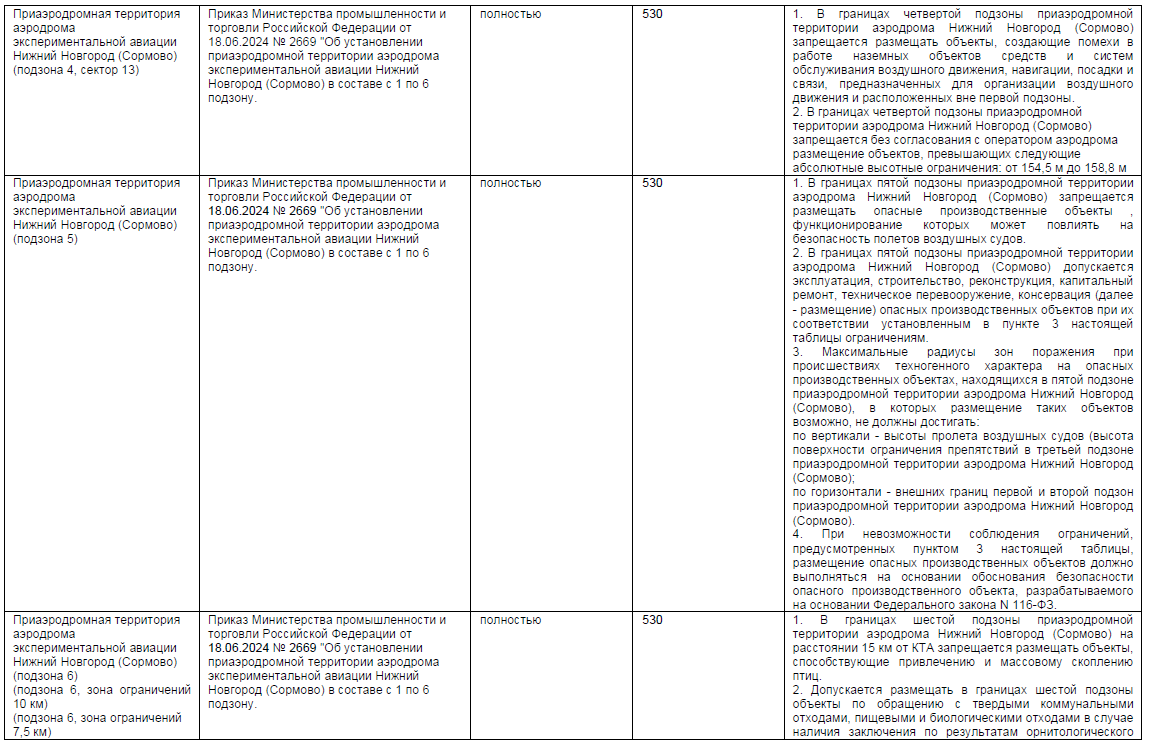 Приаэродромная территория
аэродрома
экспериментальной авиации
Нижний Новгород (Сормово)
(подзона 4, сектор 13)
Приказ Министерства промышленности и
торговли Российской Федерации от
18.06.2024 № 2669 "Об установлении
приаэродромной территории аэродрома
экспериментальной авиации Нижний
Новгород (Сормово) в составе с 1 по 6
подзону.
полностью
530
1. В границах четвертой подзоны приаэродромной
территории аэродрома Нижний Новгород (Сормово)
запрещается размещать объекты, создающие помехи в
работе наземных объектов средств и систем
обслуживания воздушного движения, навигации, посадки и
связи, предназначенных для организации воздушного
движения и расположенных вне первой подзоны.
2. В границах четвертой подзоны приаэродромной
территории аэродрома Нижний Новгород (Сормово)
запрещается без согласования с оператором аэродрома
размещение объектов, превышающих следующие
абсолютные высотные ограничения: от 154,5 м до 158,8 м
Приаэродромная территория
аэродрома
экспериментальной авиации
Нижний Новгород (Сормово)
(подзона 5)
Приказ Министерства промышленности и
торговли Российской Федерации от
18.06.2024 № 2669 "Об установлении
приаэродромной территории аэродрома
экспериментальной авиации Нижний
Новгород (Сормово) в составе с 1 по 6
подзону.
полностью
530
1. В границах пятой подзоны приаэродромной территории
аэродрома Нижний Новгород (Сормово) запрещается
размещать опасные производственные объекты ,
функционирование которых может повлиять на
безопасность полетов воздушных судов.
2. В границах пятой подзоны приаэродромной территории
аэродрома Нижний Новгород (Сормово) допускается
эксплуатация, строительство, реконструкция, капитальный
ремонт, техническое перевооружение, консервация (далее
- размещение) опасных производственных объектов при их
соответствии установленным в пункте 3 настоящей
таблицы ограничениям.
3. Максимальные радиусы зон поражения при
происшествиях техногенного характера на опасных
производственных объектах, находящихся в пятой подзоне
приаэродромной территории аэродрома Нижний Новгород
(Сормово), в которых размещение таких объектов
возможно, не должны достигать:
по вертикали - высоты пролета воздушных судов (высота
поверхности ограничения препятствий в третьей подзоне
приаэродромной территории аэродрома Нижний Новгород
(Сормово);
по горизонтали - внешних границ первой и второй подзон
приаэродромной территории аэродрома Нижний Новгород
(Сормово).
4. При невозможности соблюдения ограничений,
предусмотренных пунктом 3 настоящей таблицы,
размещение опасных производственных объектов должно
выполняться на основании обоснования безопасности
опасного производственного объекта, разрабатываемого
на основании Федерального закона N 116-ФЗ.
Приаэродромная территория
аэродрома
экспериментальной авиации
Нижний Новгород (Сормово)
(подзона 6)
(подзона 6, зона ограничений
10 км)
(подзона 6, зона ограничений
7,5 км)
Приказ Министерства промышленности и
торговли Российской Федерации от
18.06.2024 № 2669 "Об установлении
приаэродромной территории аэродрома
экспериментальной авиации Нижний
Новгород (Сормово) в составе с 1 по 6
подзону.
полностью
530
1. В границах шестой подзоны приаэродромной
территории аэродрома Нижний Новгород (Сормово) на
расстоянии 15 км от КТА запрещается размещать объекты,
способствующие привлечению и массовому скоплению
птиц.
2. Допускается размещать в границах шестой подзоны
объекты по обращению с твердыми коммунальными
отходами, пищевыми и биологическими отходами в случае
наличия заключения по результатам орнитологического